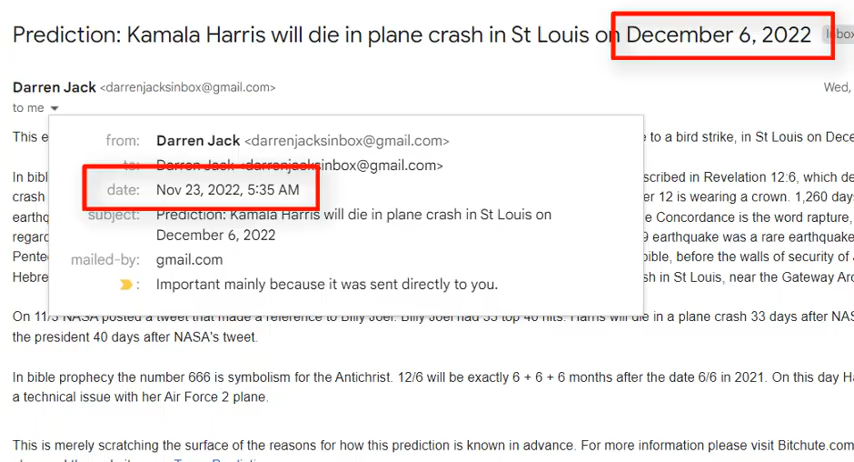 Prediction: Kamala Harris will die in plane crash in St Louis on December 6, 2022 Inbox
Darren Jack <darrenjacksinbox@gmail.com>
Wed,
to me
This e
e to a bird strike, in St Louis on Dece
from: Darren Jack <darrenjacksinbox@gmail.com>
to: Darren Jack <darrenjacksinbox@gmail.com>
date: Nov 23, 2022, 5:35 AM
subject: Prediction: Kamala Harris will die in plane crash in St Louis on
December 6, 2022
mailed-by: gmail.com
: Important mainly because it was sent directly to you.
In bibl
scribed in Revelation 12:6, which de
crash
er 12 is wearing a crown. 1,260 days
earthq
e Concordance is the word rapture,
regard
9 earthquake was a rare earthquake
Pente
bible, before the walls of security of
Hebre
sh in St Louis, near the Gateway Arc
On 11/3 NASA posted a tweet that made a reference to Billy Joel. Billy Joel had 33 top 40 hits. Harris will die in a plane crash 33 days after NAS
the president 40 days after NASA's tweet.
In bible prophecy the number 666 is symbolism for the Antichrist. 12/6 will be exactly 6 + 6 + 6 months after the date 6/6 in 2021. On this day Ha
a technical issue with her Air Force 2 plane.
This is merely scratching the surface of the reasons for how this prediction is known in advance. For more information please visit Bitchute.com